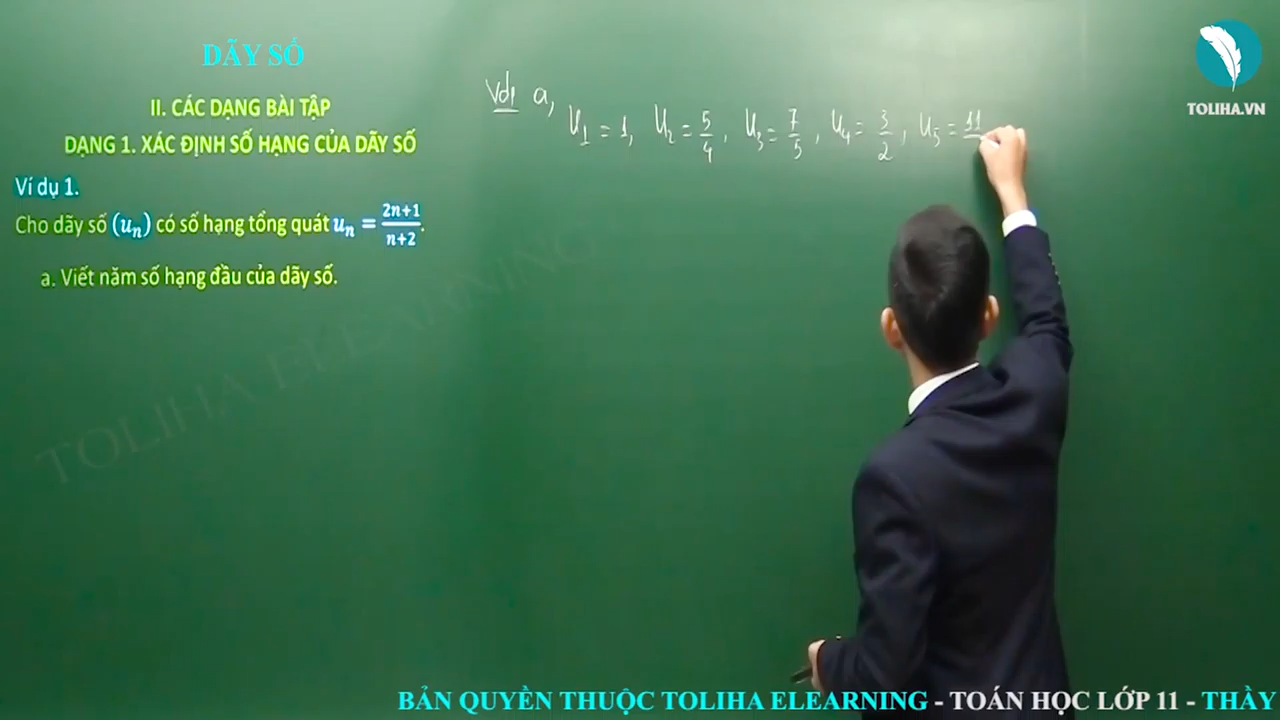 DÃY SỐ
II. CÁC DẠNG BÀI TẬP
DẠNG 1. XÁC ĐỊNH SỐ HẠNG CỦA DÃY SỐ
Ví dụ 1.
Cho dãy số (uₙ) có số hạng tổng quát uₙ = (2n+1)/(n+2).
a. Viết năm số hạng đầu của dãy số.
Vd1 a,
U₁ = 1, U₂ = 5/4, U₃ = 7/5, U₄ = 3/2, U₅ = 11
TOLIHA.VN
TOLIHA ELEARNING
BẢN QUYỀN THUỘC TOLIHA ELEARNING - TOÁN HỌC LỚP 11 - THẦY